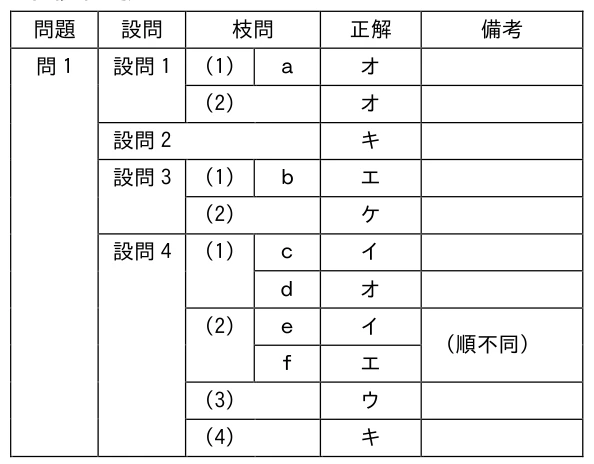 問題 設問 枝問 正解 備考
問1 設問1 (1) a オ
(2) オ
設問2 キ
設問3 (1) b エ
(2) ケ
設問4 (1) c イ
d オ
(2) e イ (順不同)
f エ
(3) ウ
(4) キ